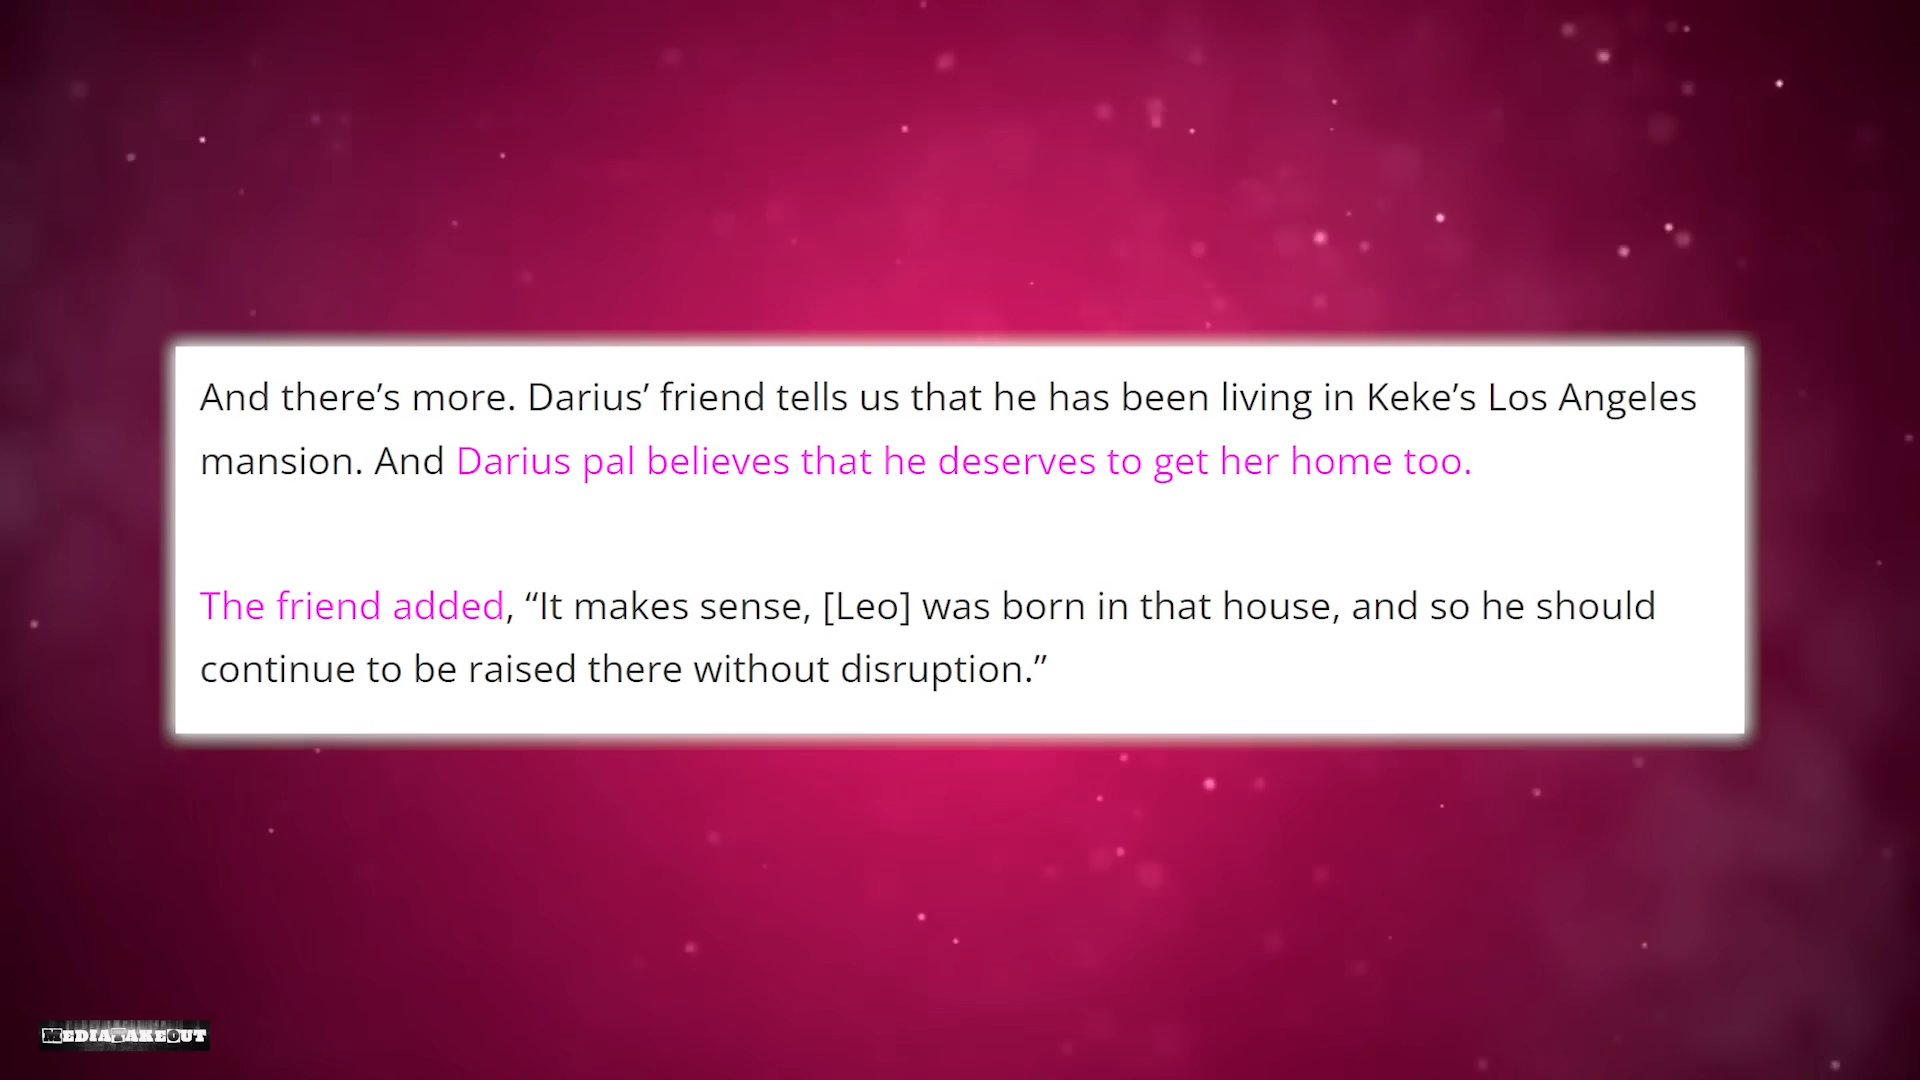 And there’s more. Darius’ friend tells us that he has been living in Keke’s Los Angeles
mansion. And Darius pal believes that he deserves to get her home too.
The friend added, “It makes sense, [Leo] was born in that house, and so he should
continue to be raised there without disruption.”
MEDIATAKEOUT